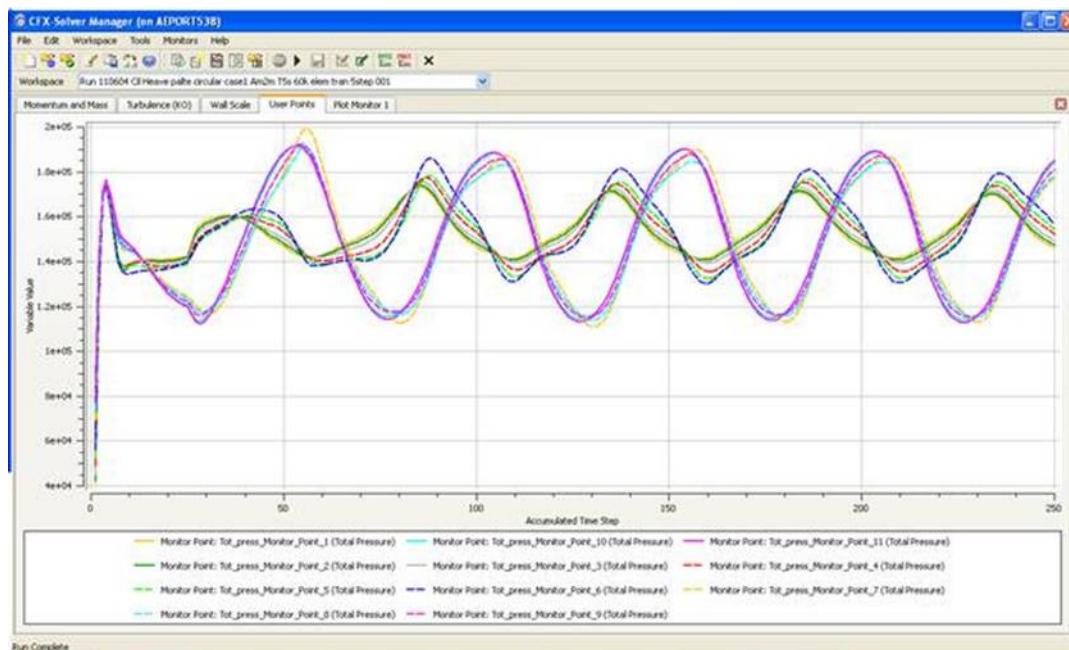 CFX-Solver Manager (on AEPORT538)
File Edit Workspace Tools Monitors Help
Workspace Run 110604 CII Heave palte circular case1 Am2m T5s 60k elem tran 5step 001
Momentum and Mass Turbulence (KO) Wall Scale User Points Plot Monitor 1
2e+05
1.8e+05
1.6e+05
1.4e+05
1.2e+05
1e+05
8e+04
6e+04
4e+04
Variable Value
0 50 100 150 200 250
Accumulated Time Step
Monitor Point: Tot_press_Monitor_Point_1 (Total Pressure) Monitor Point: Tot_press_Monitor_Point_10 (Total Pressure) Monitor Point: Tot_press_Monitor_Point_11 (Total Pressure)
Monitor Point: Tot_press_Monitor_Point_2 (Total Pressure) Monitor Point: Tot_press_Monitor_Point_3 (Total Pressure) Monitor Point: Tot_press_Monitor_Point_4 (Total Pressure)
Monitor Point: Tot_press_Monitor_Point_5 (Total Pressure) Monitor Point: Tot_press_Monitor_Point_6 (Total Pressure) Monitor Point: Tot_press_Monitor_Point_7 (Total Pressure)
Monitor Point: Tot_press_Monitor_Point_8 (Total Pressure) Monitor Point: Tot_press_Monitor_Point_9 (Total Pressure)
Run Complete